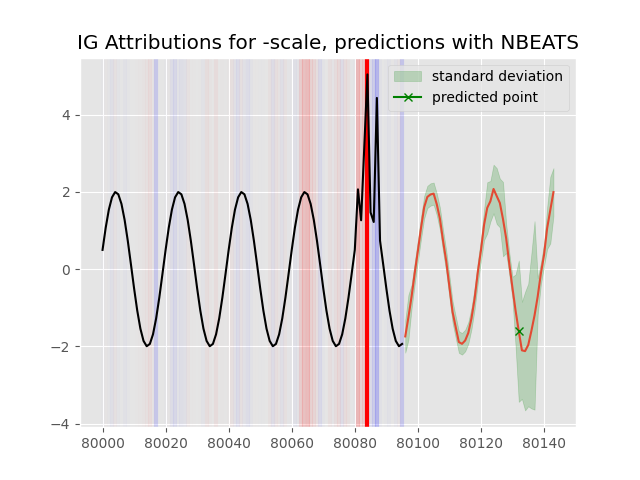 IG Attributions for -scale, predictions with NBEATS
standard deviation
predicted point
4
2
0
−2
−4
80000 80020 80040 80060 80080 80100 80120 80140